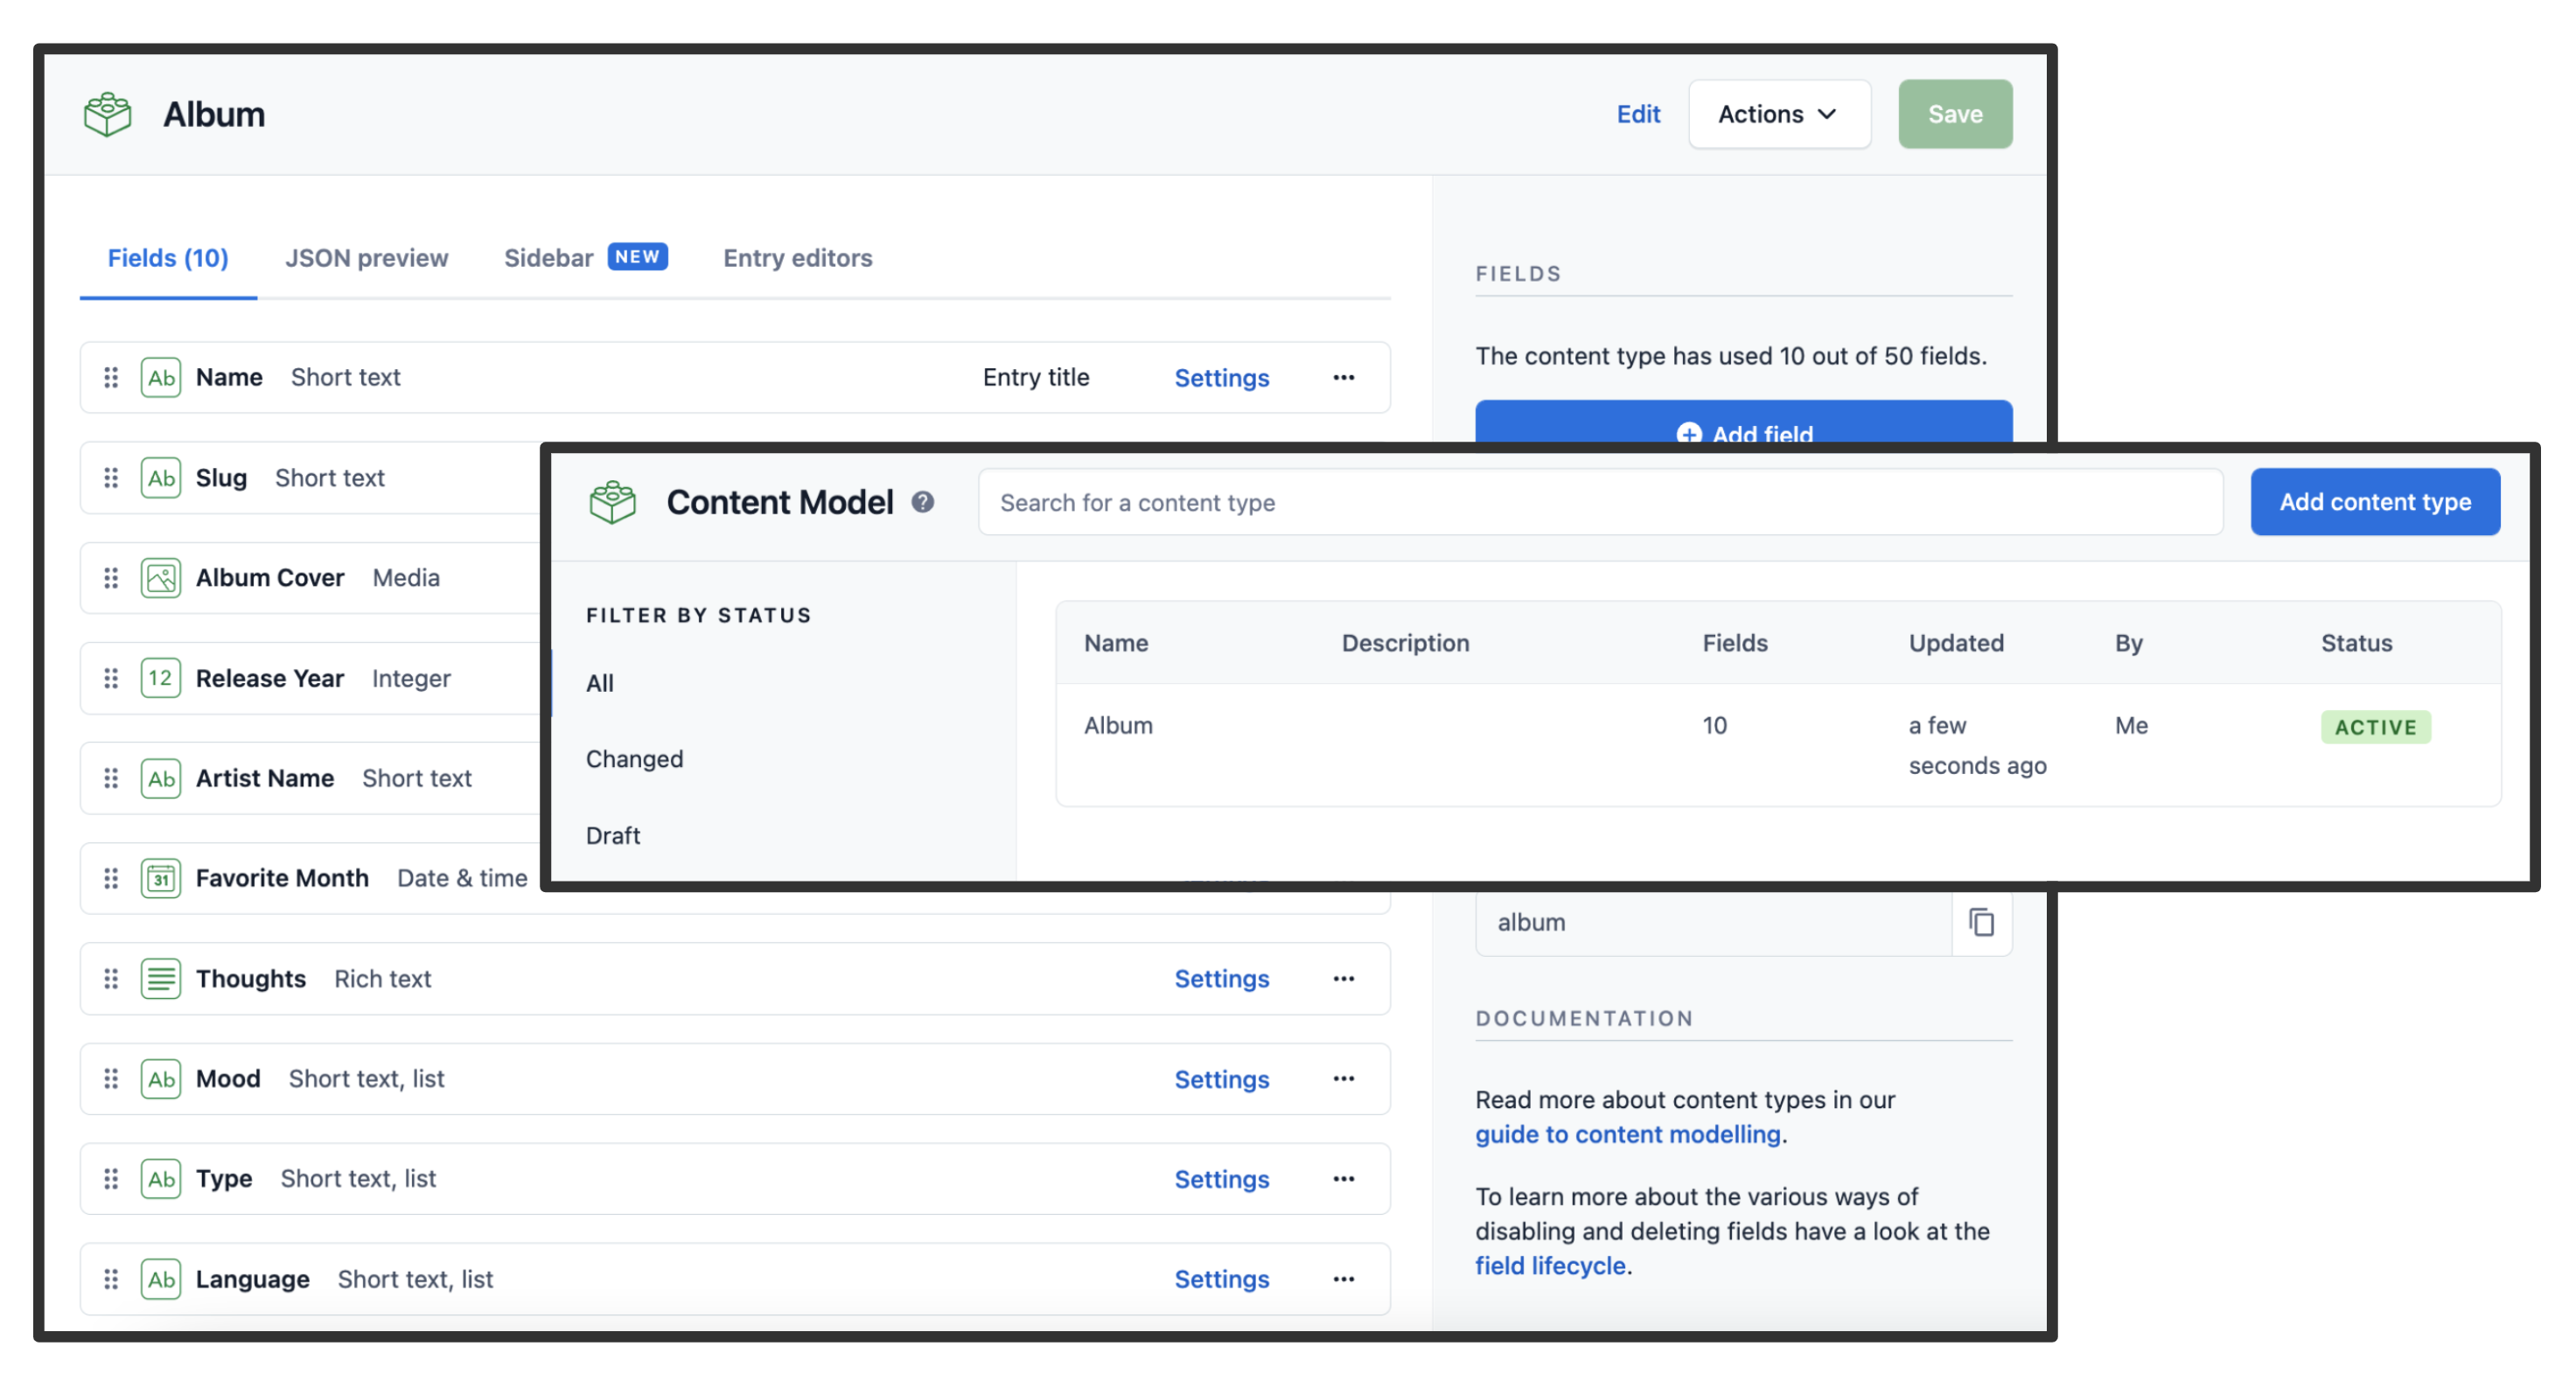 Album
Edit
Actions
Save
Fields (10)
JSON preview
Sidebar NEW
Entry editors
Ab Name Short text Entry title Settings
Ab Slug Short text
Album Cover Media
12 Release Year Integer
Ab Artist Name Short text
31 Favorite Month Date & time
Thoughts Rich text Settings
Ab Mood Short text, list Settings
Ab Type Short text, list Settings
Ab Language Short text, list Settings
FIELDS
The content type has used 10 out of 50 fields.
Add field
Content Model ?
Search for a content type
Add content type
FILTER BY STATUS
All
Changed
Draft
Name Description Fields Updated By Status
Album 10 a few Me ACTIVE
seconds ago
album
DOCUMENTATION
Read more about content types in our
guide to content modelling.
To learn more about the various ways of
disabling and deleting fields have a look at the
field lifecycle.